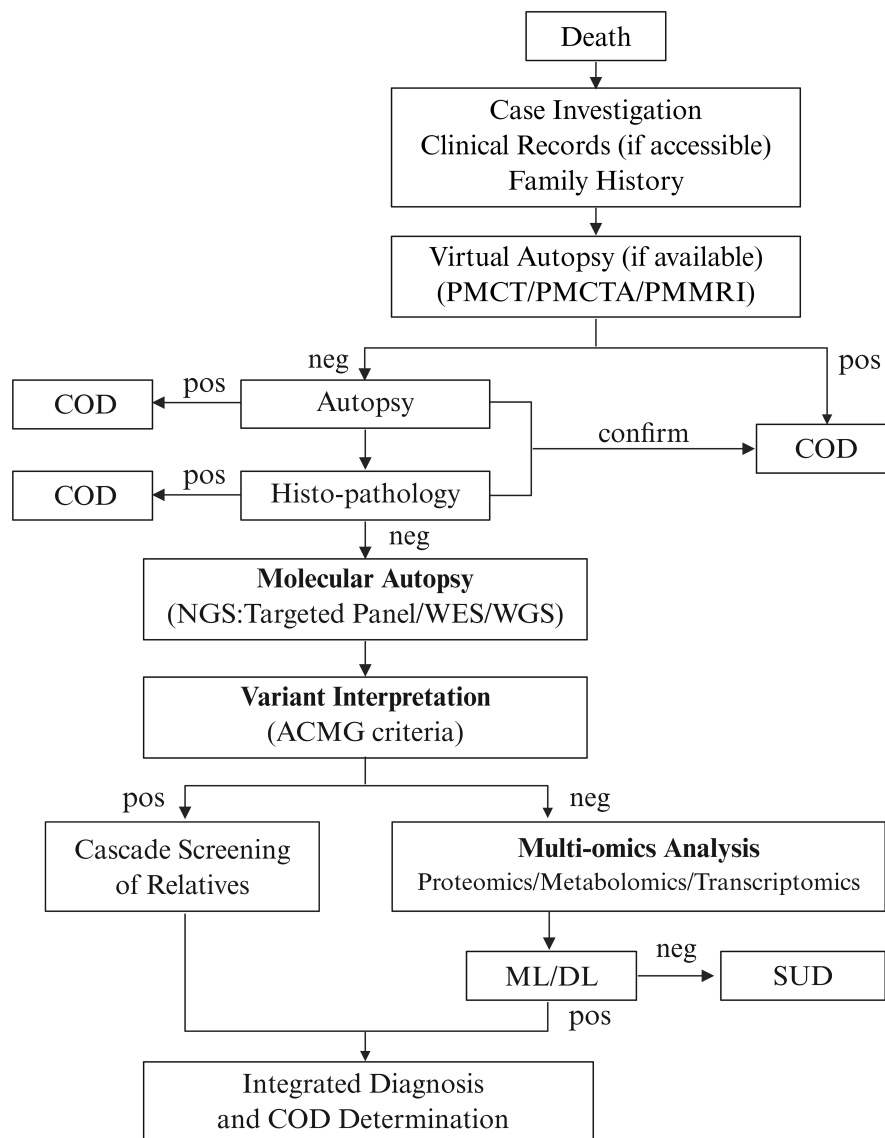 Death
Case Investigation
Clinical Records (if accessible)
Family History
Virtual Autopsy (if available)
(PMCT/PMCTA/PMMRI)
neg
pos
COD
pos
Autopsy
confirm
COD
COD
pos
Histo-pathology
neg
Molecular Autopsy
(NGS:Targeted Panel/WES/WGS)
Variant Interpretation
(ACMG criteria)
pos
neg
Cascade Screening
of Relatives
Multi-omics Analysis
Proteomics/Metabolomics/Transcriptomics
ML/DL
neg
SUD
pos
Integrated Diagnosis
and COD Determination